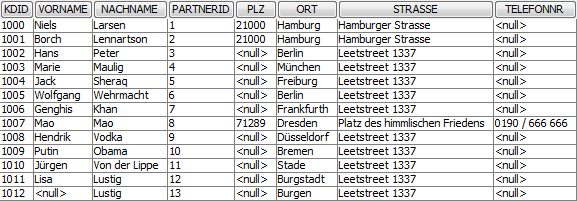 KDID VORNAME NACHNAME PARTNERID PLZ ORT STRASSE TELEFONNR
1000 Niels Larsen 1 21000 Hamburg Hamburger Strasse <null>
1001 Borch Lennartson 2 21000 Hamburg Hamburger Strasse <null>
1002 Hans Peter 3 <null> Berlin Leetstreet 1337 <null>
1003 Marie Maulig 4 <null> München Leetstreet 1337 <null>
1004 Jack Sheraq 5 <null> Freiburg Leetstreet 1337 <null>
1005 Wolfgang Wehrmacht 6 <null> Berlin Leetstreet 1337 <null>
1006 Genghis Khan 7 <null> Frankfurth Leetstreet 1337 <null>
1007 Mao Mao 8 71289 Dresden Platz des himmlischen Friedens 0190 / 666 666
1008 Hendrik Vodka 9 <null> Düsseldorf Leetstreet 1337 <null>
1009 Putin Obama 10 <null> Bremen Leetstreet 1337 <null>
1010 Jürgen Von der Lippe 11 <null> Stade Leetstreet 1337 <null>
1011 Lisa Lustig 12 <null> Burgstadt Leetstreet 1337 <null>
1012 <null> Lustig 13 <null> Burgen Leetstreet 1337 <null>